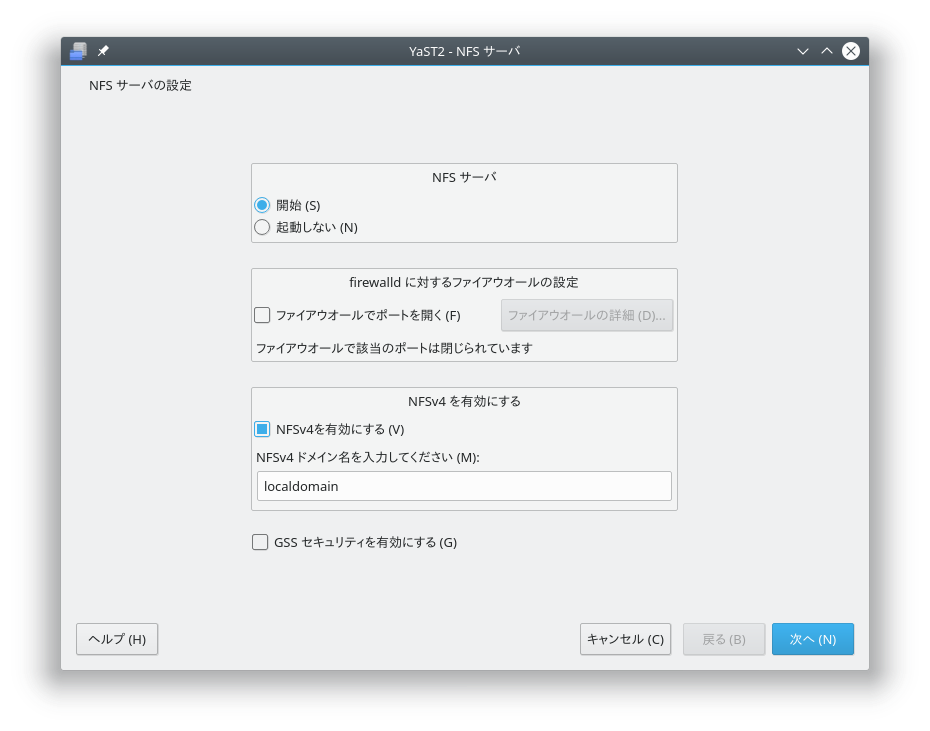 YaST2 - NFS サーバ
NFS サーバの設定
NFS サーバ
開始 (S)
起動しない (N)
firewalld に対するファイアウオールの設定
ファイアウオールでポートを開く (F)
ファイアウオールの詳細 (D)...
ファイアウオールで該当のポートは閉じられています
NFSv4 を有効にする
NFSv4を有効にする (V)
NFSv4 ドメイン名を入力してください (M):
localdomain
GSS セキュリティを有効にする (G)
ヘルプ (H)
キャンセル (C)
戻る (B)
次へ (N)